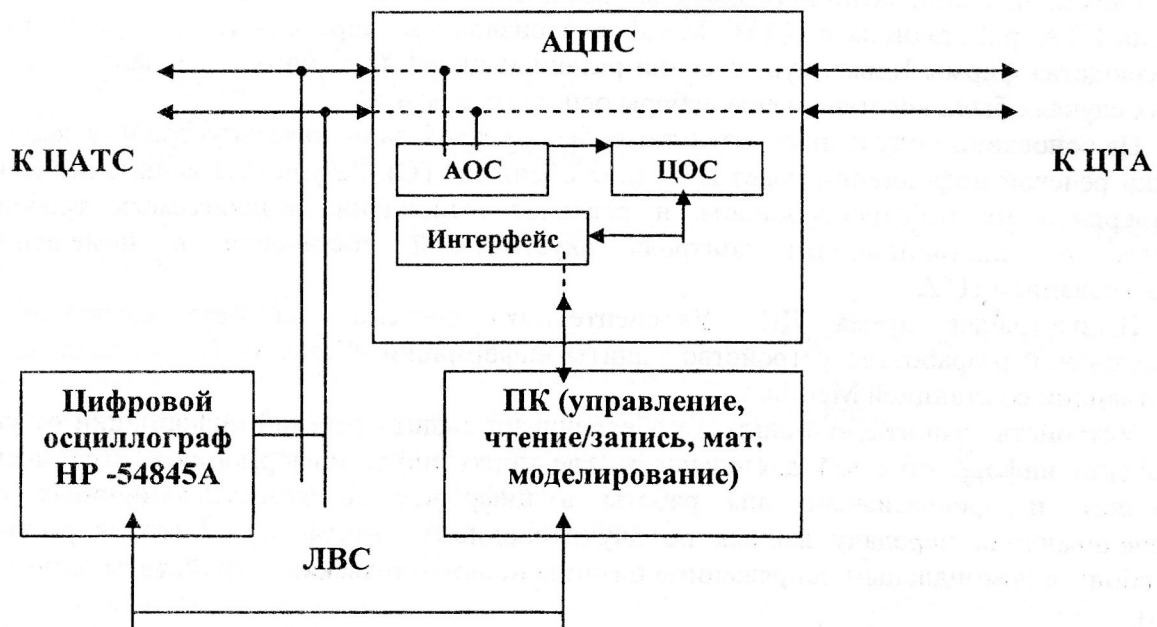 АЦПС
К ЦАТС
К ЦТА
АОС
ЦОС
Интерфейс
Цифровой
осциллограф
HP -54845A
ПК (управление,
чтение/запись, мат.
моделирование)
ЛВС